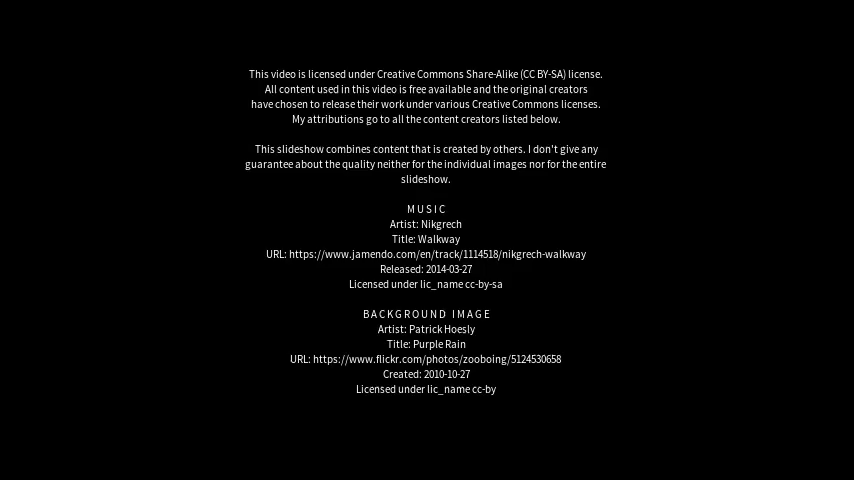 This video is licensed under Creative Commons Share-Alike (CC BY-SA) license.
All content used in this video is free available and the original creators
have chosen to release their work under various Creative Commons licenses.
My attributions go to all the content creators listed below.
This slideshow combines content that is created by others. I don't give any
guarantee about the quality neither for the individual images nor for the entire
slideshow.
MUSIC
Artist: Nikgrech
Title: Walkway
URL: https://www.jamendo.com/en/track/1114518/nikgrech-walkway
Released: 2014-03-27
Licensed under lic_name cc-by-sa
BACKGROUND IMAGE
Artist: Patrick Hoesly
Title: Purple Rain
URL: https://www.flickr.com/photos/zooboing/5124530658
Created: 2010-10-27
Licensed under lic_name cc-by